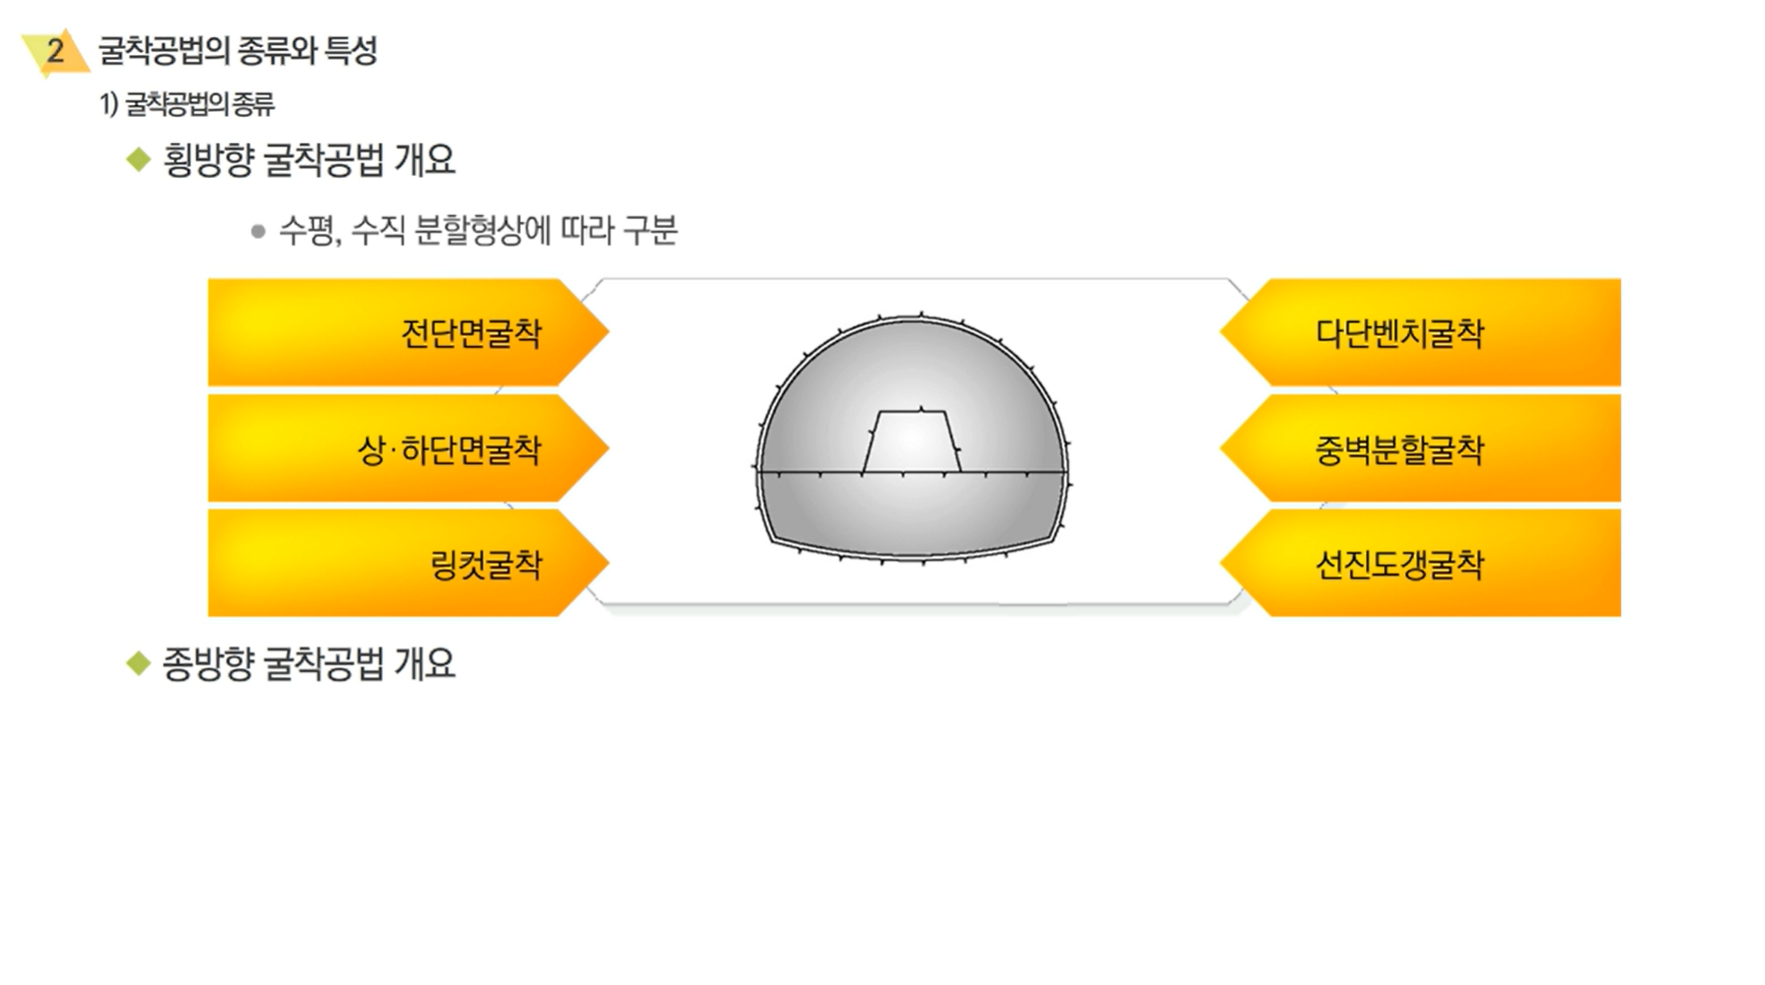 2 굴착공법의 종류와 특성
1) 굴착공법의 종류
횡방향 굴착공법 개요
수평, 수직 분할형상에 따라 구분
전단면굴착
상·하단면굴착
링컷굴착
다단벤치굴착
중벽분할굴착
선진도갱굴착
종방향 굴착공법 개요